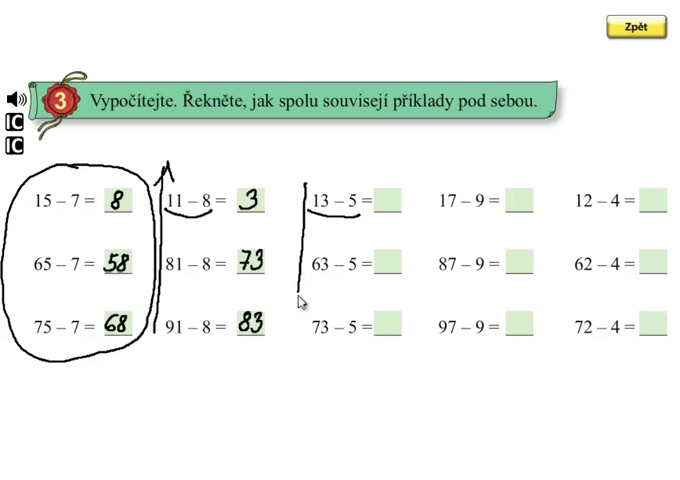 Zpět
3 Vypočítejte. Řekněte, jak spolu souvisejí příklady pod sebou.
15 – 7 = 8 11 – 8 = 3 13 – 5 = 17 – 9 = 12 – 4 =
65 – 7 = 58 81 – 8 = 73 63 – 5 = 87 – 9 = 62 – 4 =
75 – 7 = 68 91 – 8 = 83 73 – 5 = 97 – 9 = 72 – 4 =